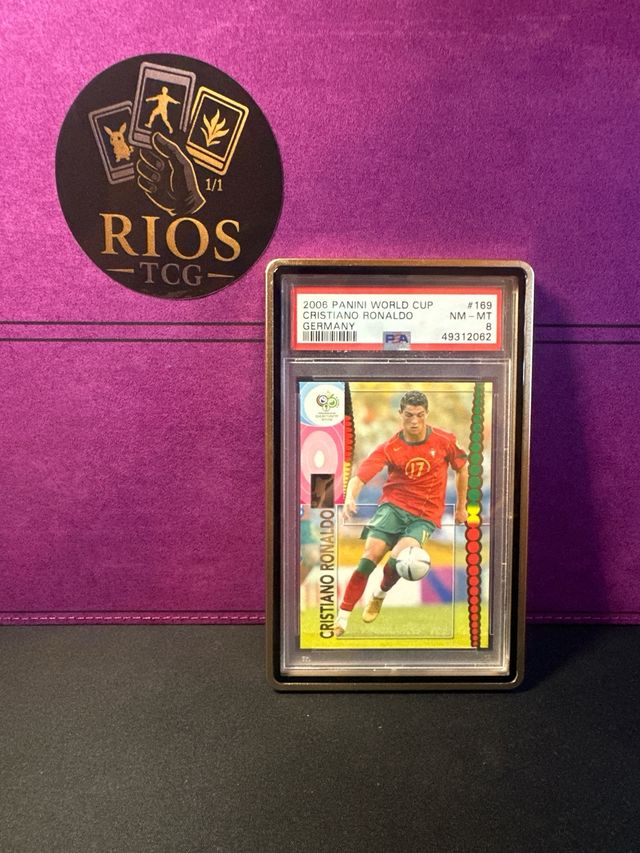 1/1
RIOS
TCG
2006 PANINI WORLD CUP #169
CRISTIANO RONALDO NM - MT
GERMANY 8
PSA 49312062
17
CRISTIANO RONALDO